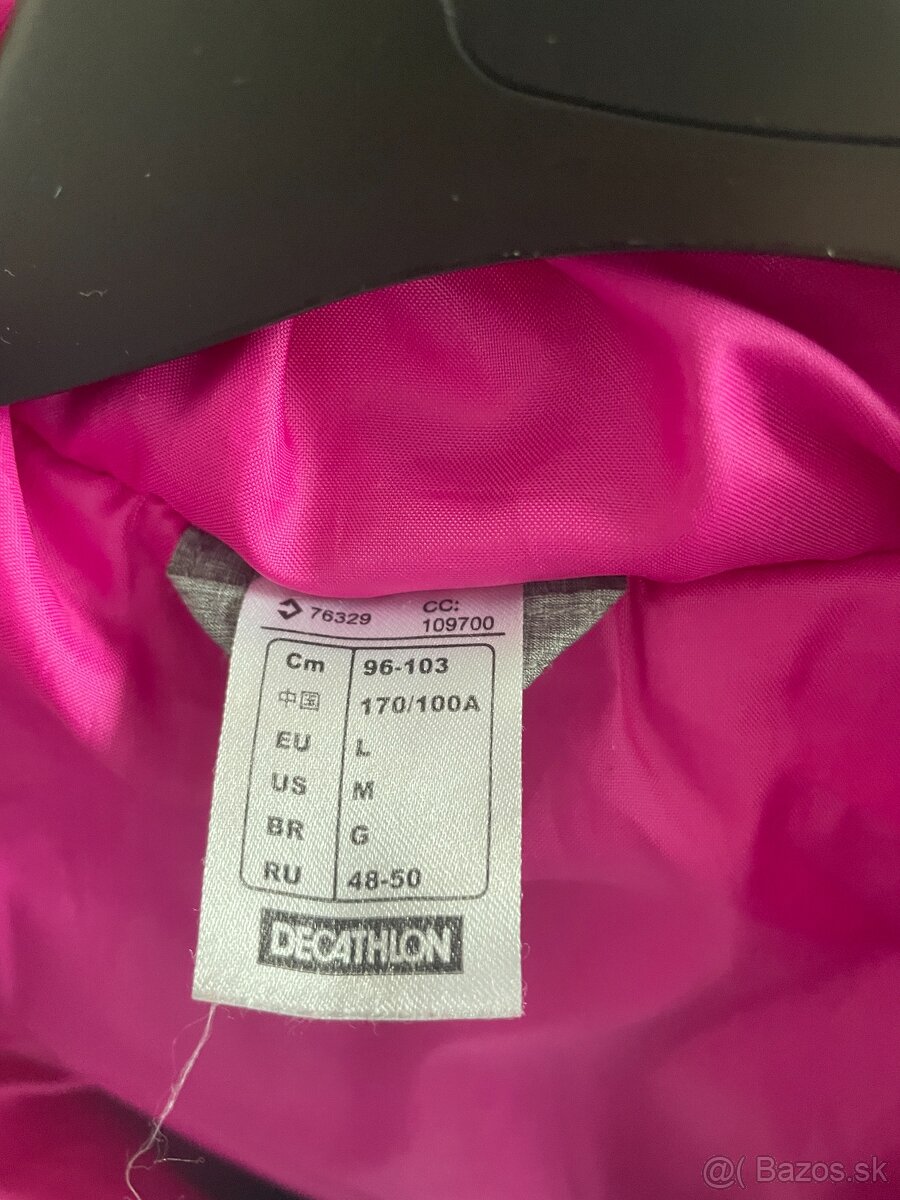 76329 CC: 109700
Cm 96-103
中国 170/100A
EU L
US M
BR G
RU 48-50
DECATHLON
@( Bazos.sk